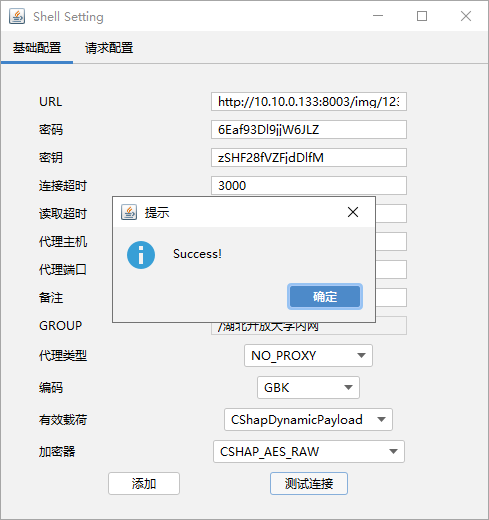 Shell Setting
基础配置 请求配置
URL http://10.10.0.133:8003/img/123
密码 6Eaf93Dl9jjW6JLZ
密钥 zSHF28fVZFjdDlfM
连接超时 3000
读取超时
提示
代理主机
Success!
代理端口
备注
确定
GROUP /湖北开放大学内网
代理类型 NO_PROXY
编码 GBK
有效载荷 CShapDynamicPayload
加密器 CSHAP_AES_RAW
添加 测试连接